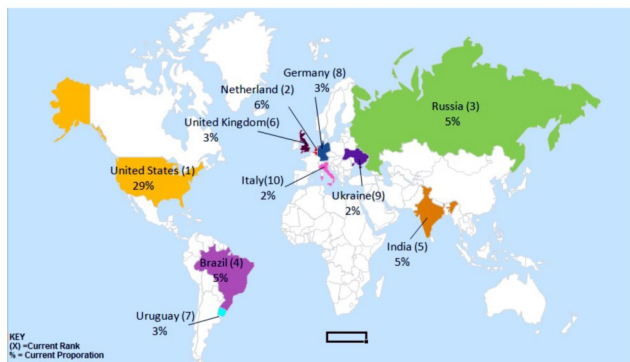 Germany (8)
3%
Netherland (2)
6%
Russia (3)
5%
United Kingdom(6)
3%
United States (1)
29%
Italy(10)
2%
Ukraine(9)
2%
India (5)
5%
Brazil (4)
5%
Uruguay (7)
3%
KEY
(X) =Current Rank
% = Current Proporation